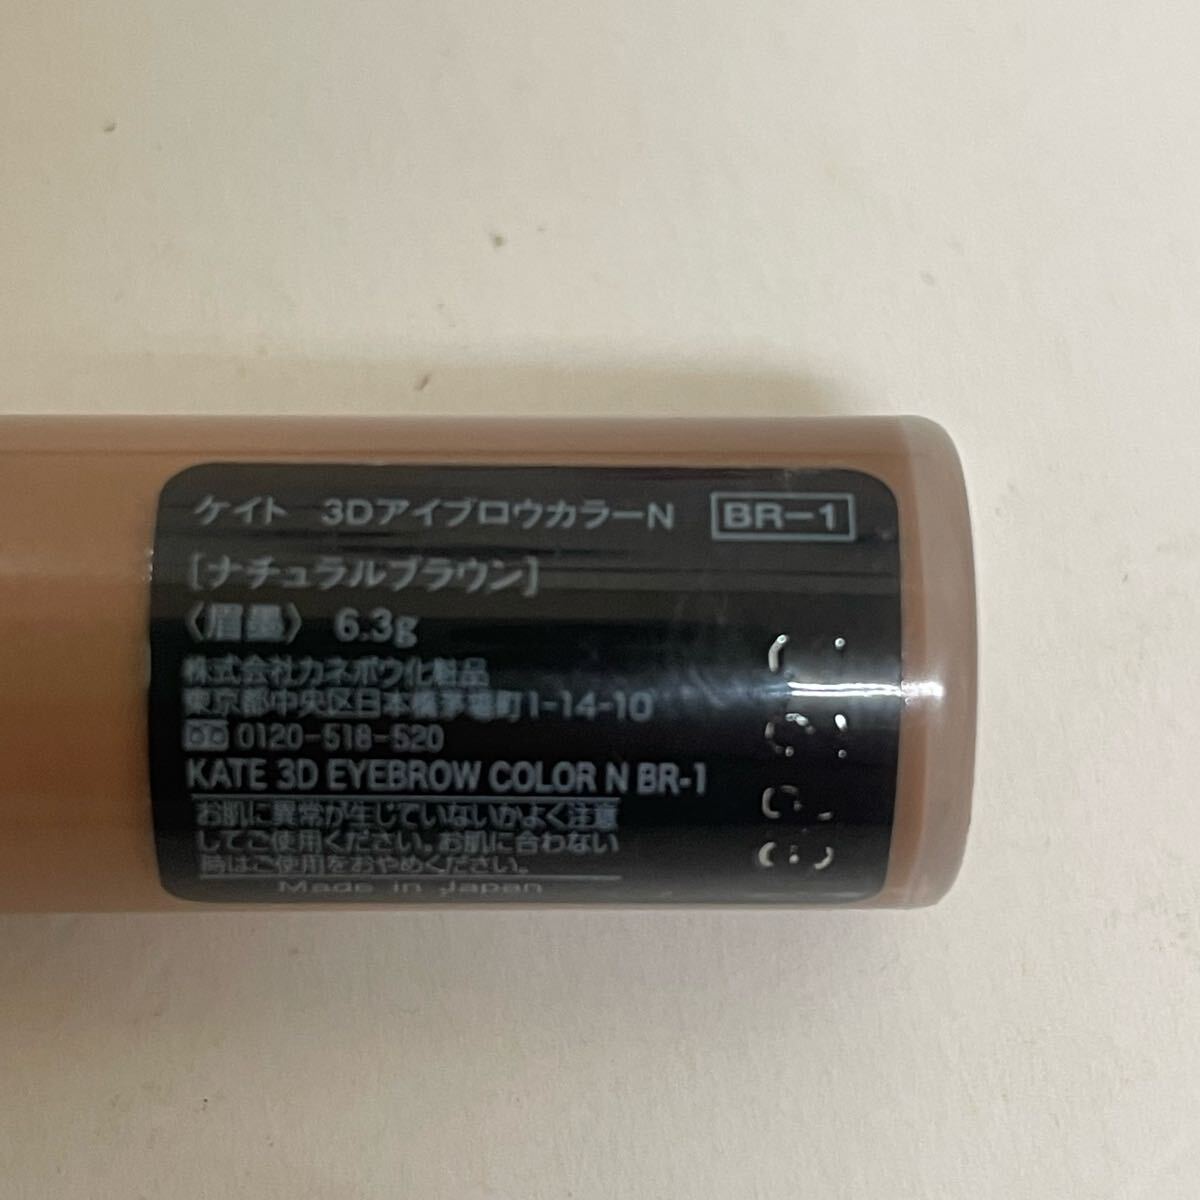 ケイト 3DアイブロウカラーN BR-1
[ナチュラルブラウン]
〈眉墨〉 6.3g
株式会社カネボウ化粧品
東京都中央区日本橋茅場町1-14-10
0120-518-520
KATE 3D EYEBROW COLOR N BR-1
お肌に異常が生じていないかよく注意
してご使用ください。お肌に合わない
時はご使用をおやめください。
Made in Japan